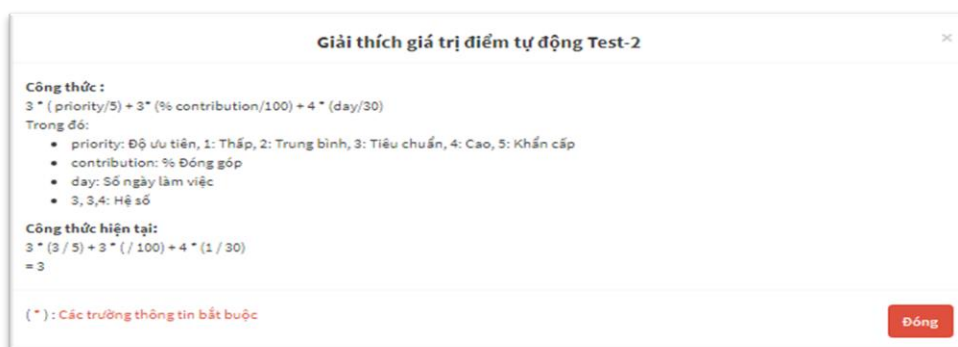 Giải thích giá trị điểm tự động Test-2
×
Công thức :
3 * ( priority/5) + 3* (% contribution/100) + 4 * (day/30)
Trong đó:
• priority: Độ ưu tiên, 1: Thấp, 2: Trung bình, 3: Tiêu chuẩn, 4: Cao, 5: Khẩn cấp
• contribution: % Đóng góp
• day: Số ngày làm việc
• 3, 3,4: Hệ số
Công thức hiện tại:
3 * (3 / 5) + 3 * ( / 100) + 4 * (1 / 30)
= 3
( * ) : Các trường thông tin bắt buộc
Đóng